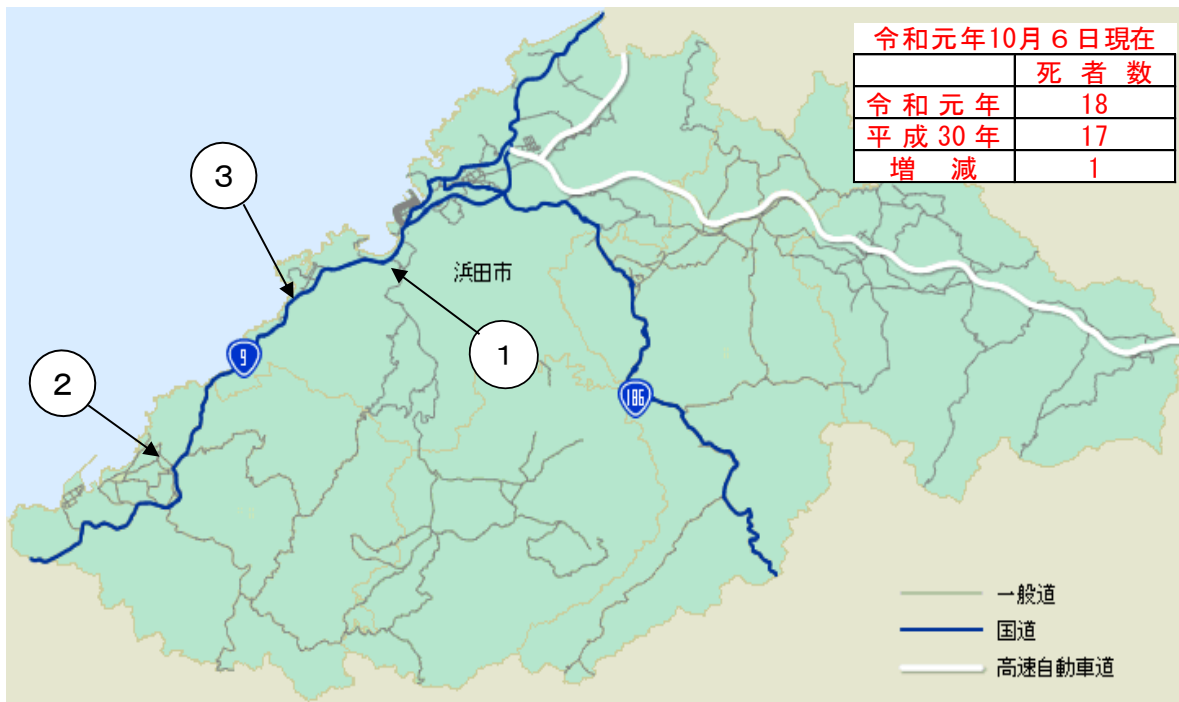 令和元年10月６日現在
死者数
令和元年 18
平成30年 17
増減 1
３
浜田市
１
９
２
186
一般道
国道
高速自動車道